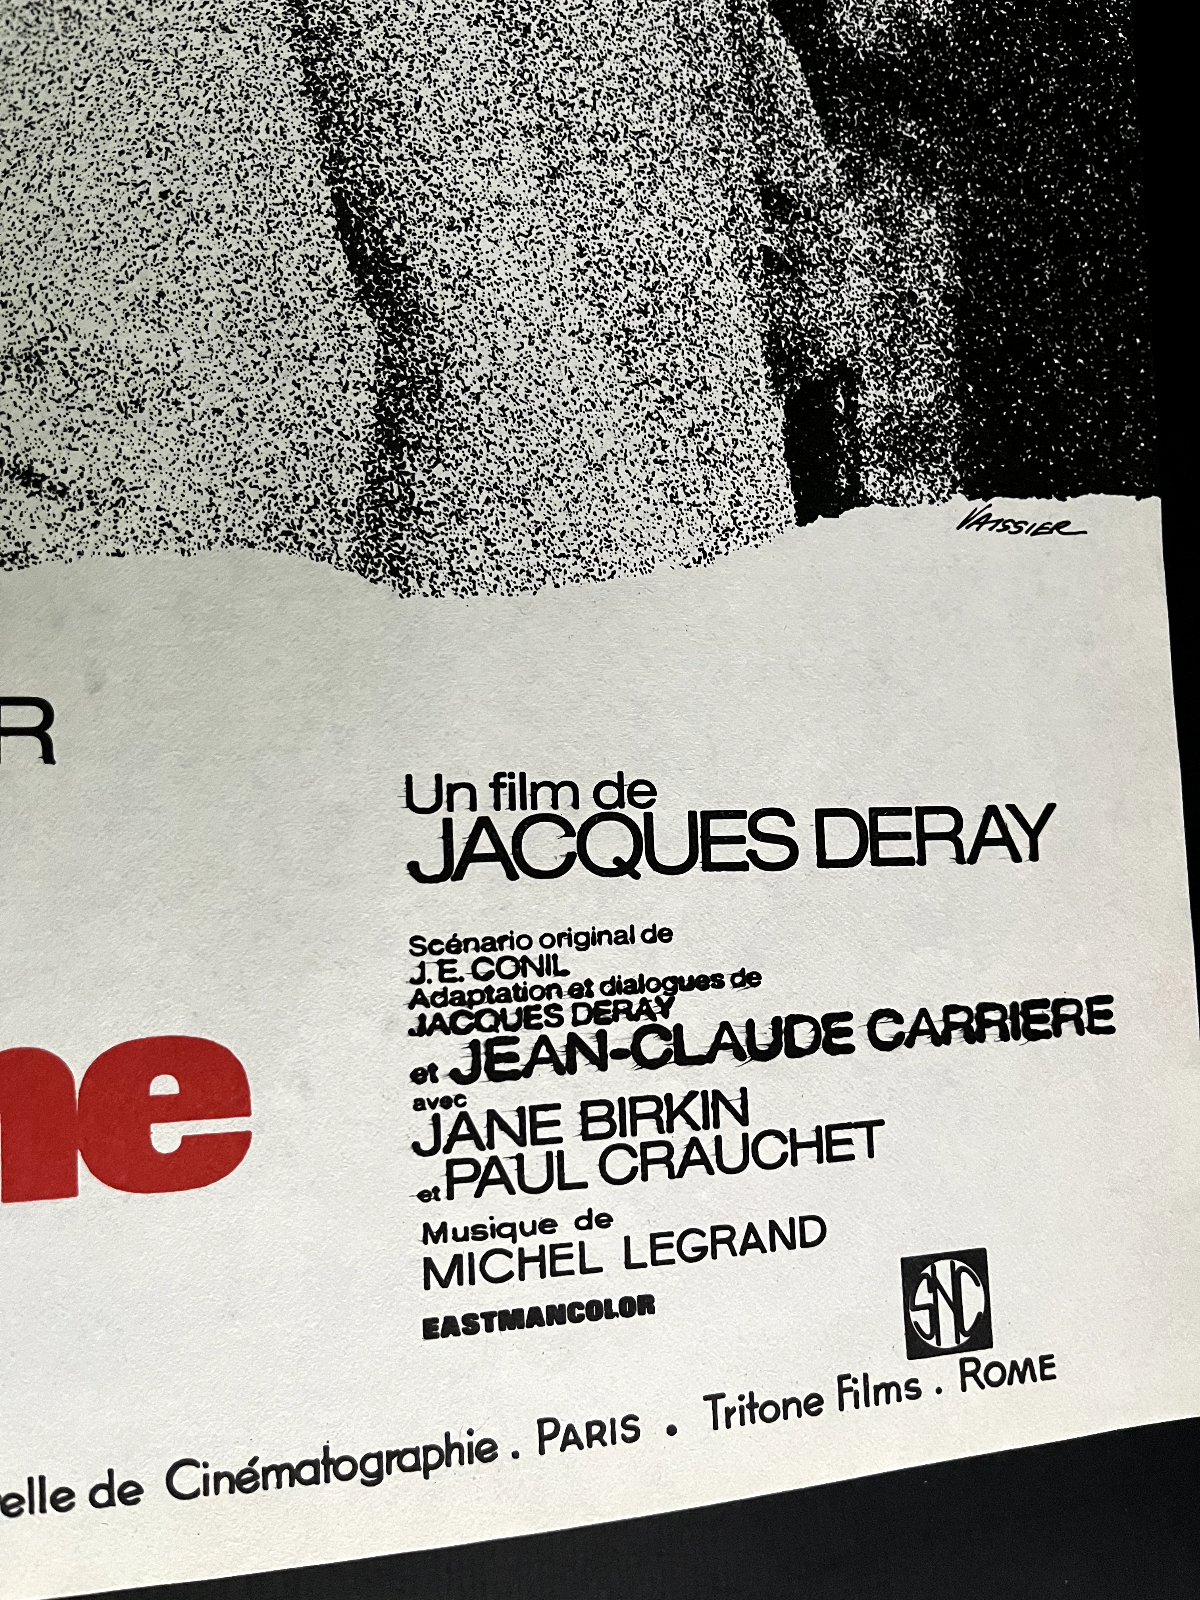 VAISSIER
R
Un film de
JACQUES DERAY
Scénario original de
J.E. CONIL
Adaptation et dialogues de
JACQUES DERAY
et JEAN-CLAUDE CARRIERE
avec
JANE BIRKIN
et PAUL CRAUCHET
Musique de
MICHEL LEGRAND
EASTMANCOLOR
ne
SNC
elle de Cinématographie . PARIS . Tritone Films . ROME